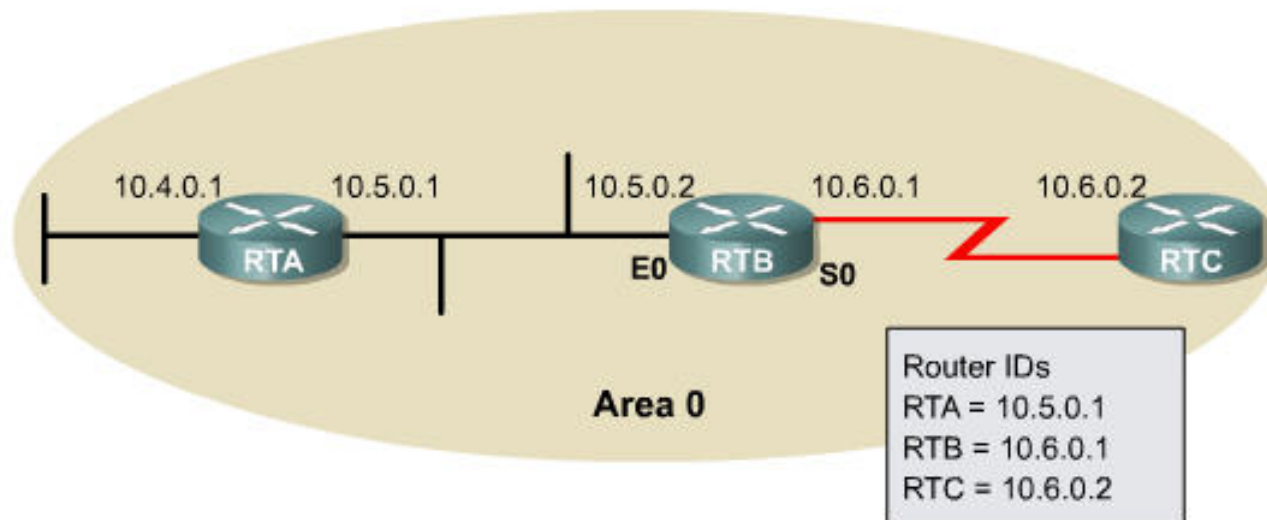 10.4.0.1 10.5.0.1 10.5.0.2 10.6.0.1 10.6.0.2
RTA RTB RTC
E0 S0
Area 0
Router IDs
RTA = 10.5.0.1
RTB = 10.6.0.1
RTC = 10.6.0.2